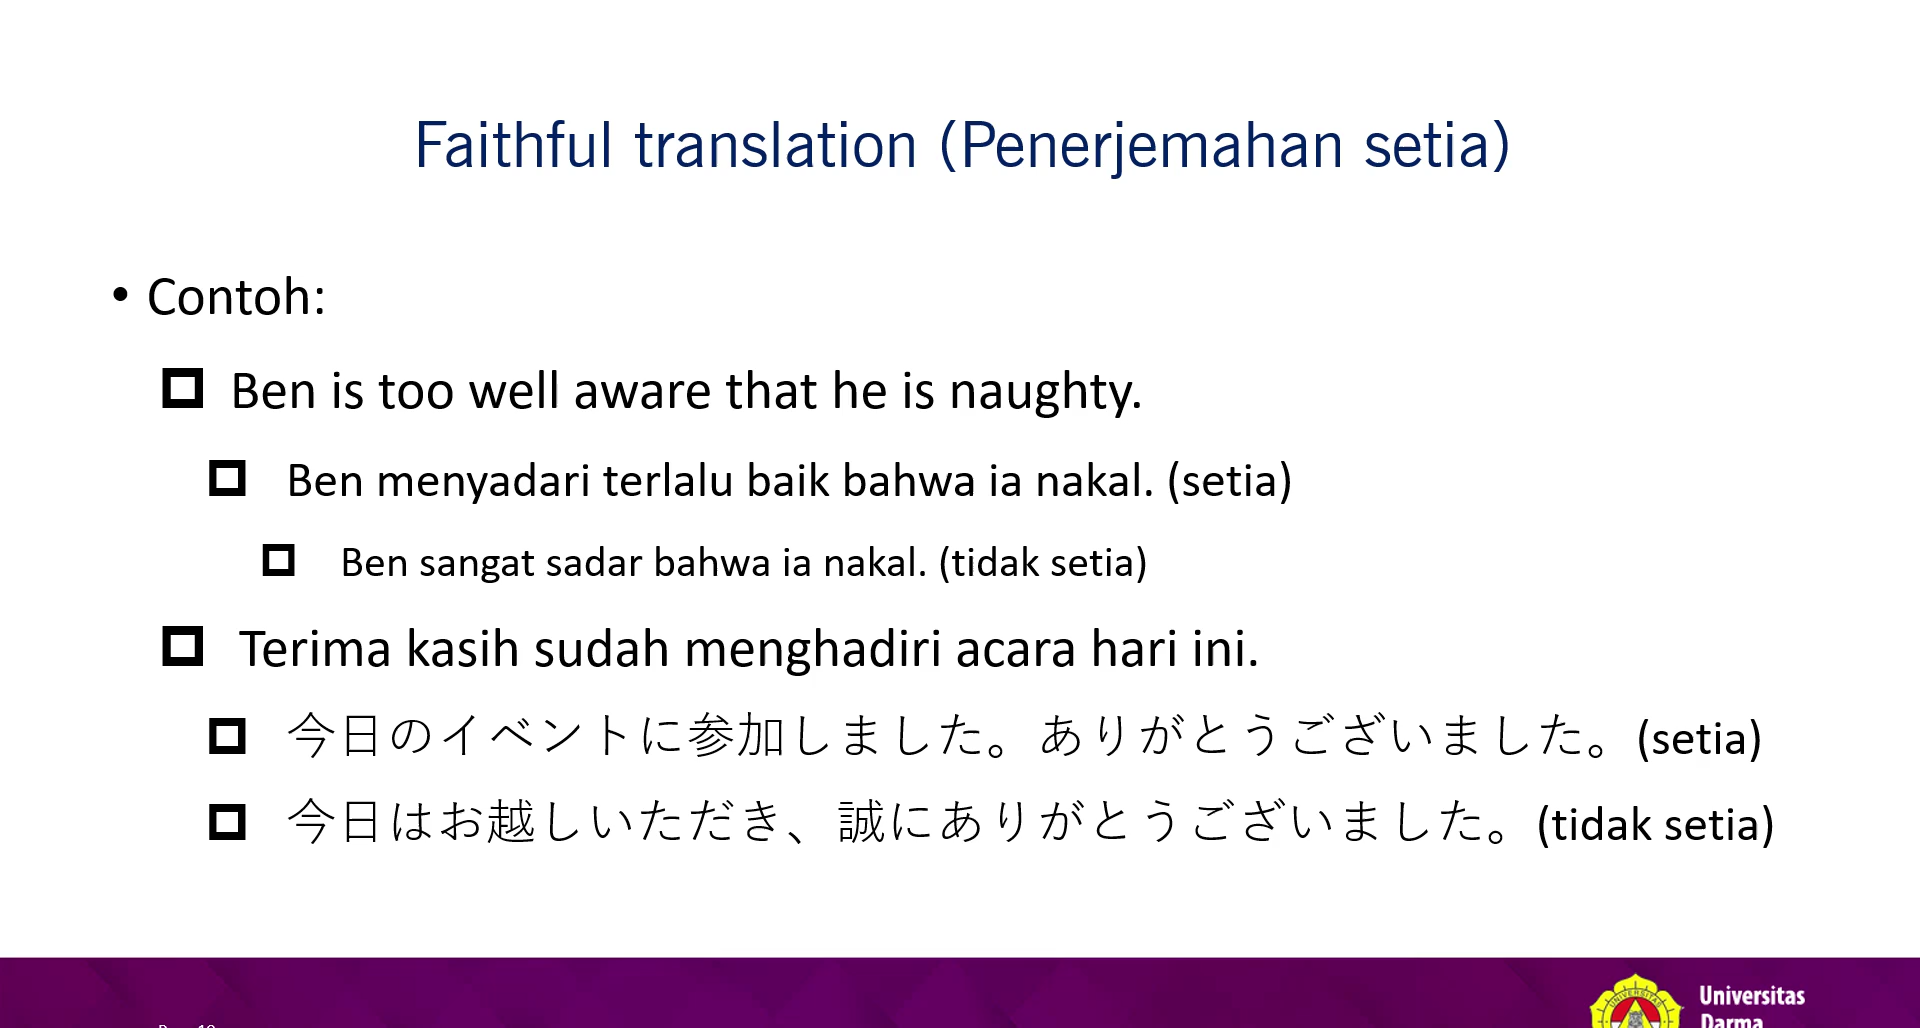 Faithful translation (Penerjemahan setia)
• Contoh:
Ben is too well aware that he is naughty.
Ben menyadari terlalu baik bahwa ia nakal. (setia)
Ben sangat sadar bahwa ia nakal. (tidak setia)
Terima kasih sudah menghadiri acara hari ini.
今日のイベントに参加しました。ありがとうございました。(setia)
今日はお越しいただき、誠にありがとうございました。(tidak setia)
Universitas
Darma